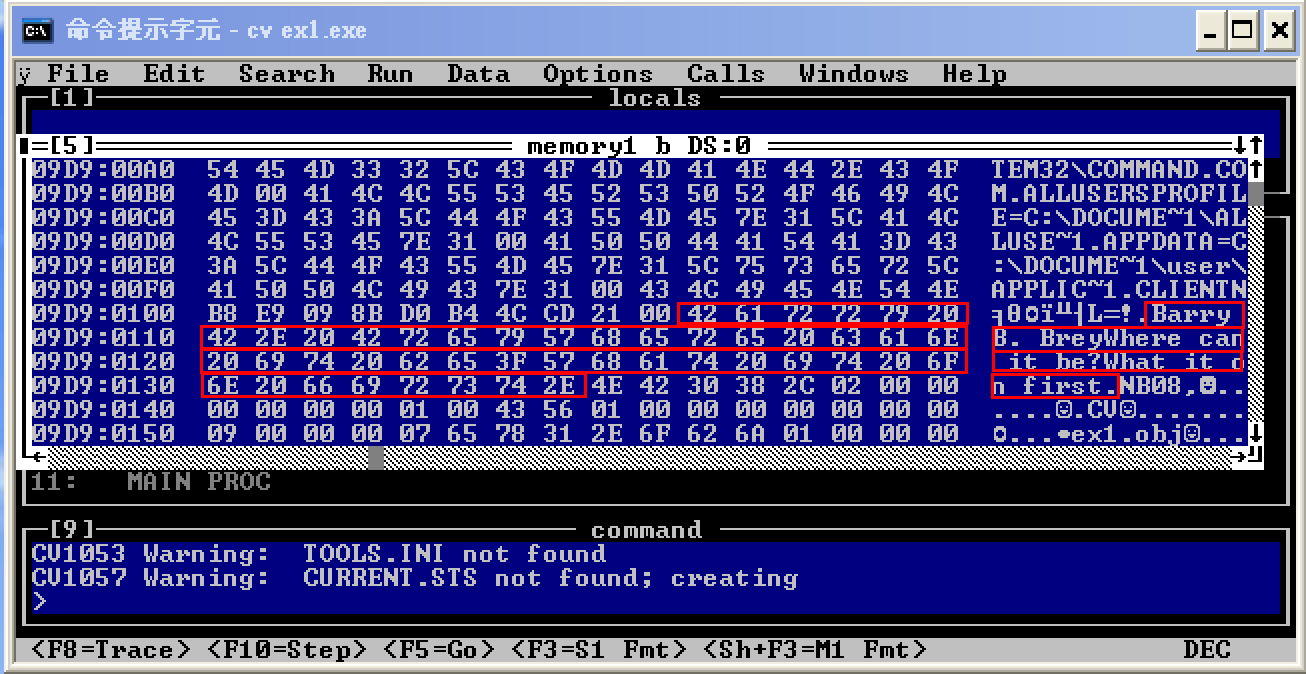 命令提示字元 - cv ex1.exe
File Edit Search Run Data Options Calls Windows Help
[1] locals
[5] memory1 b DS:0
09D9:00A0 54 45 4D 33 32 5C 43 4F 4D 4D 41 4E 44 2E 43 4F TEM32\COMMAND.CO
09D9:00B0 4D 00 41 4C 4C 55 53 45 52 53 50 52 4F 46 49 4C M.ALLUSERSPROFIL
09D9:00C0 45 3D 43 3A 5C 44 4F 43 55 4D 45 7E 31 5C 41 4C E=C:\DOCUME~1\AL
09D9:00D0 4C 55 53 45 7E 31 00 41 50 50 44 41 54 41 3D 43 LUSE~1.APPDATA=C
09D9:00E0 3A 5C 44 4F 43 55 4D 45 7E 31 5C 75 73 65 72 5C :\DOCUME~1\user\
09D9:00F0 41 50 50 4C 49 43 7E 31 00 43 4C 49 45 4E 54 4E APPLIC~1.CLIENTN
09D9:0100 B8 E9 09 8B D0 B4 4C CD 21 00 42 61 72 72 79 20 ╕Θ○ï╨┤L═!.Barry
09D9:0110 42 2E 20 42 72 65 79 57 68 65 72 65 20 63 61 6E B. BreyWhere can
09D9:0120 20 69 74 20 62 65 3F 57 68 61 74 20 69 74 20 6F it be?What it o
09D9:0130 6E 20 66 69 72 73 74 2E 4E 42 30 38 2C 02 00 00 n first.NB08,☻..
09D9:0140 00 00 00 00 01 00 43 56 01 00 00 00 00 00 00 00 ....☺.CV☺.......
09D9:0150 09 00 00 00 07 65 78 31 2E 6F 62 6A 01 00 00 00 ○...•ex1.obj☺...
11: MAIN PROC
[9] command
CV1053 Warning: TOOLS.INI not found
CV1057 Warning: CURRENT.STS not found; creating
>
<F8=Trace> <F10=Step> <F5=Go> <F3=S1 Fmt> <Sh+F3=M1 Fmt> DEC